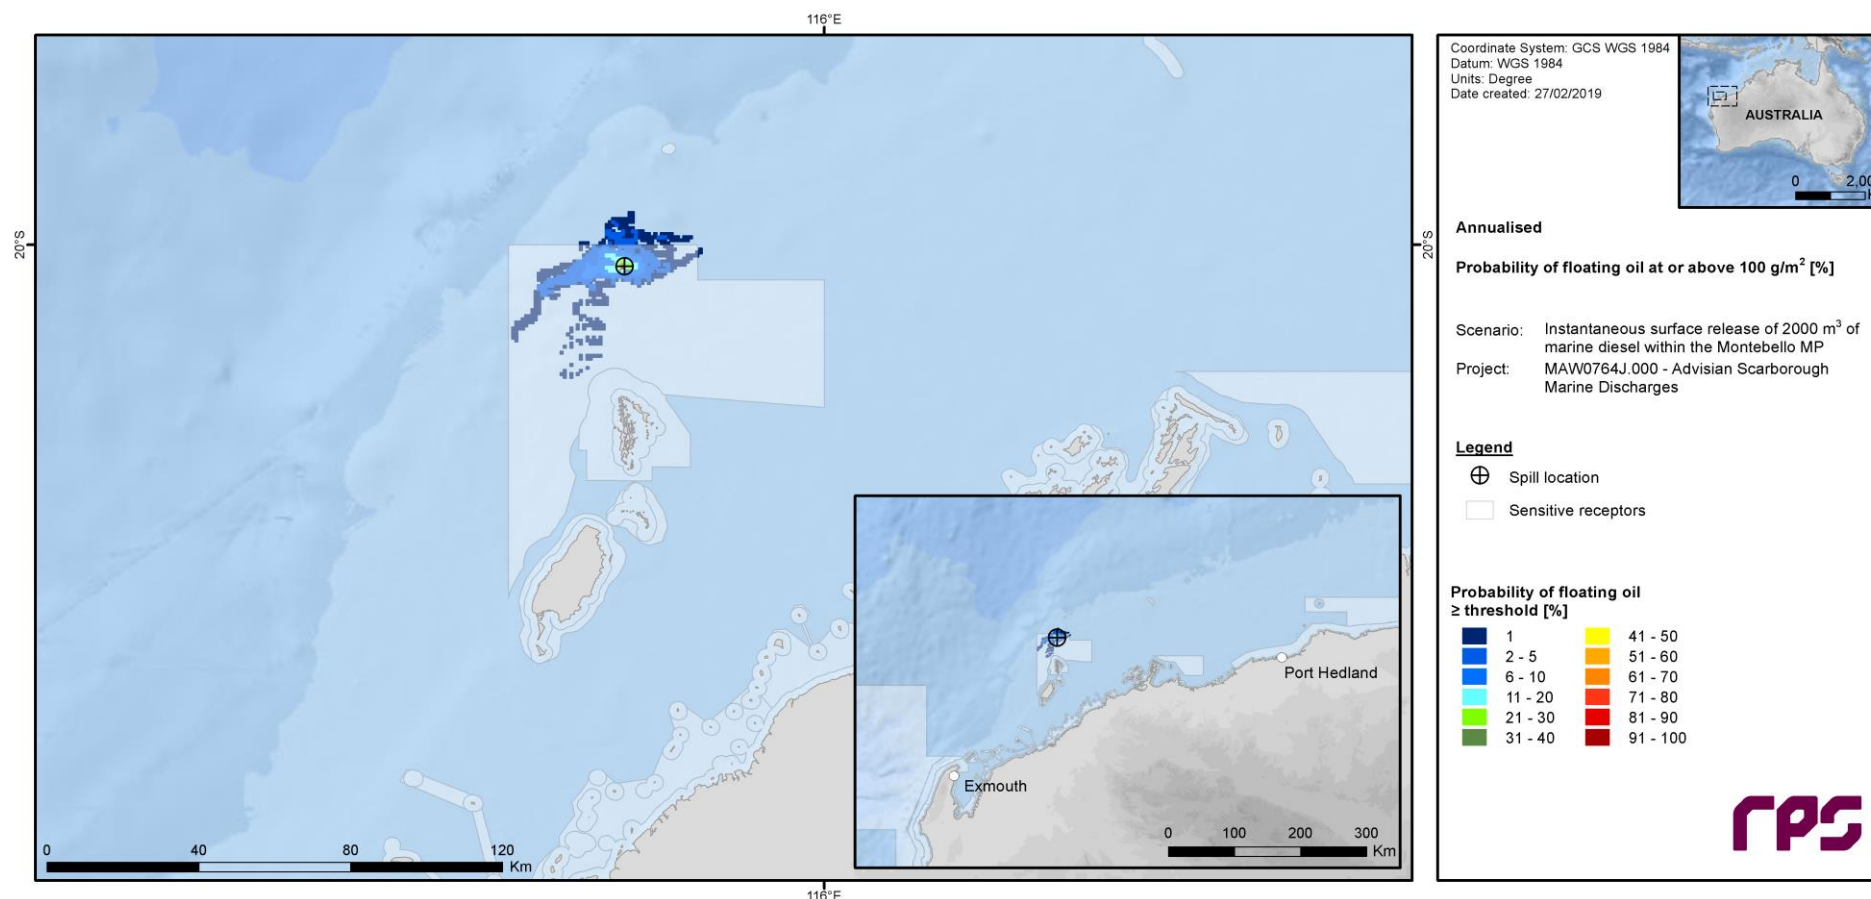 116°E
20°S
20°S
116°E
0 40 80 120
Km
Exmouth
Port Hedland
0 100 200 300
Km
Coordinate System: GCS WGS 1984
Datum: WGS 1984
Units: Degree
Date created: 27/02/2019
AUSTRALIA
0 2,00
Annualised
Probability of floating oil at or above 100 g/m² [%]
Scenario: Instantaneous surface release of 2000 m³ of
marine diesel within the Montebello MP
Project: MAW0764J.000 - Advisian Scarborough
Marine Discharges
Legend
Spill location
Sensitive receptors
Probability of floating oil
≥ threshold [%]
1
2 - 5
6 - 10
11 - 20
21 - 30
31 - 40
41 - 50
51 - 60
61 - 70
71 - 80
81 - 90
91 - 100
rps